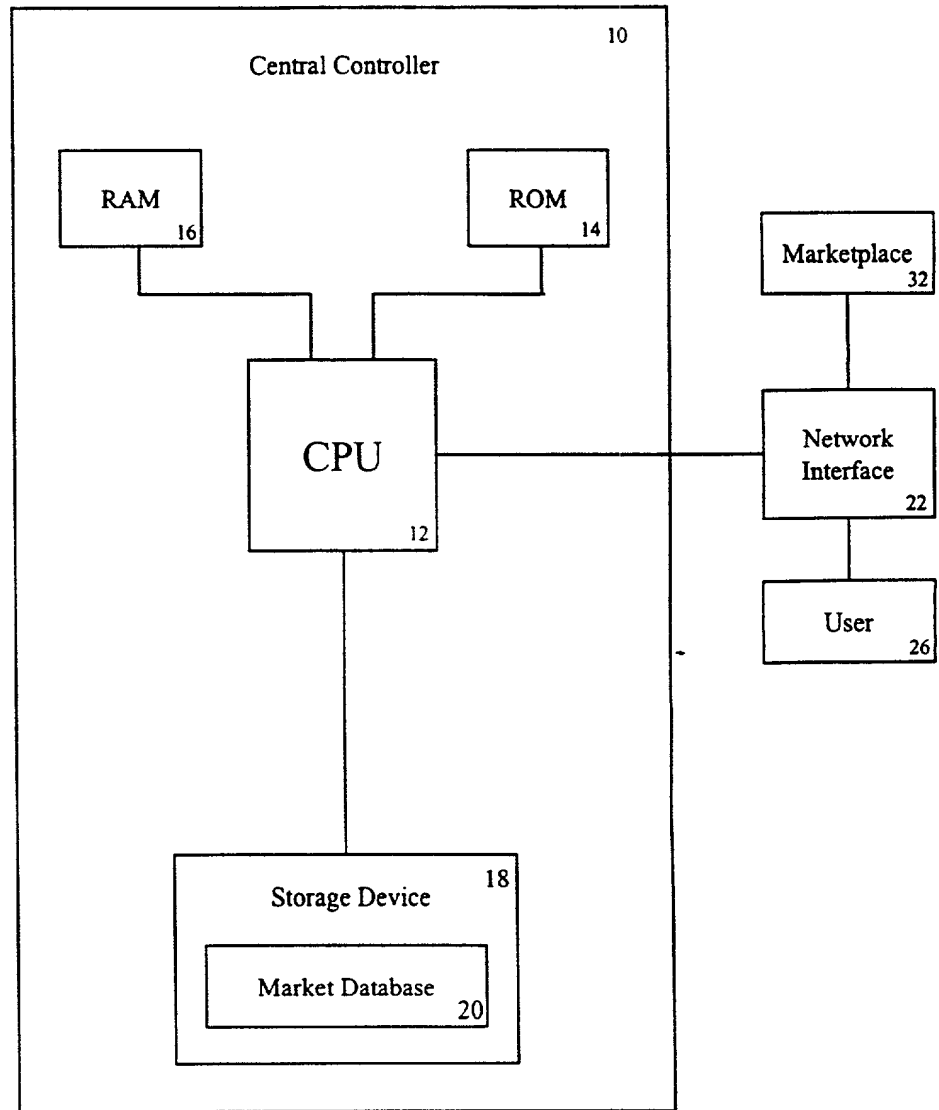 10
Central Controller
RAM
16
ROM
14
Marketplace
32
CPU
12
Network
Interface
22
User
26
18
Storage Device
Market Database
20